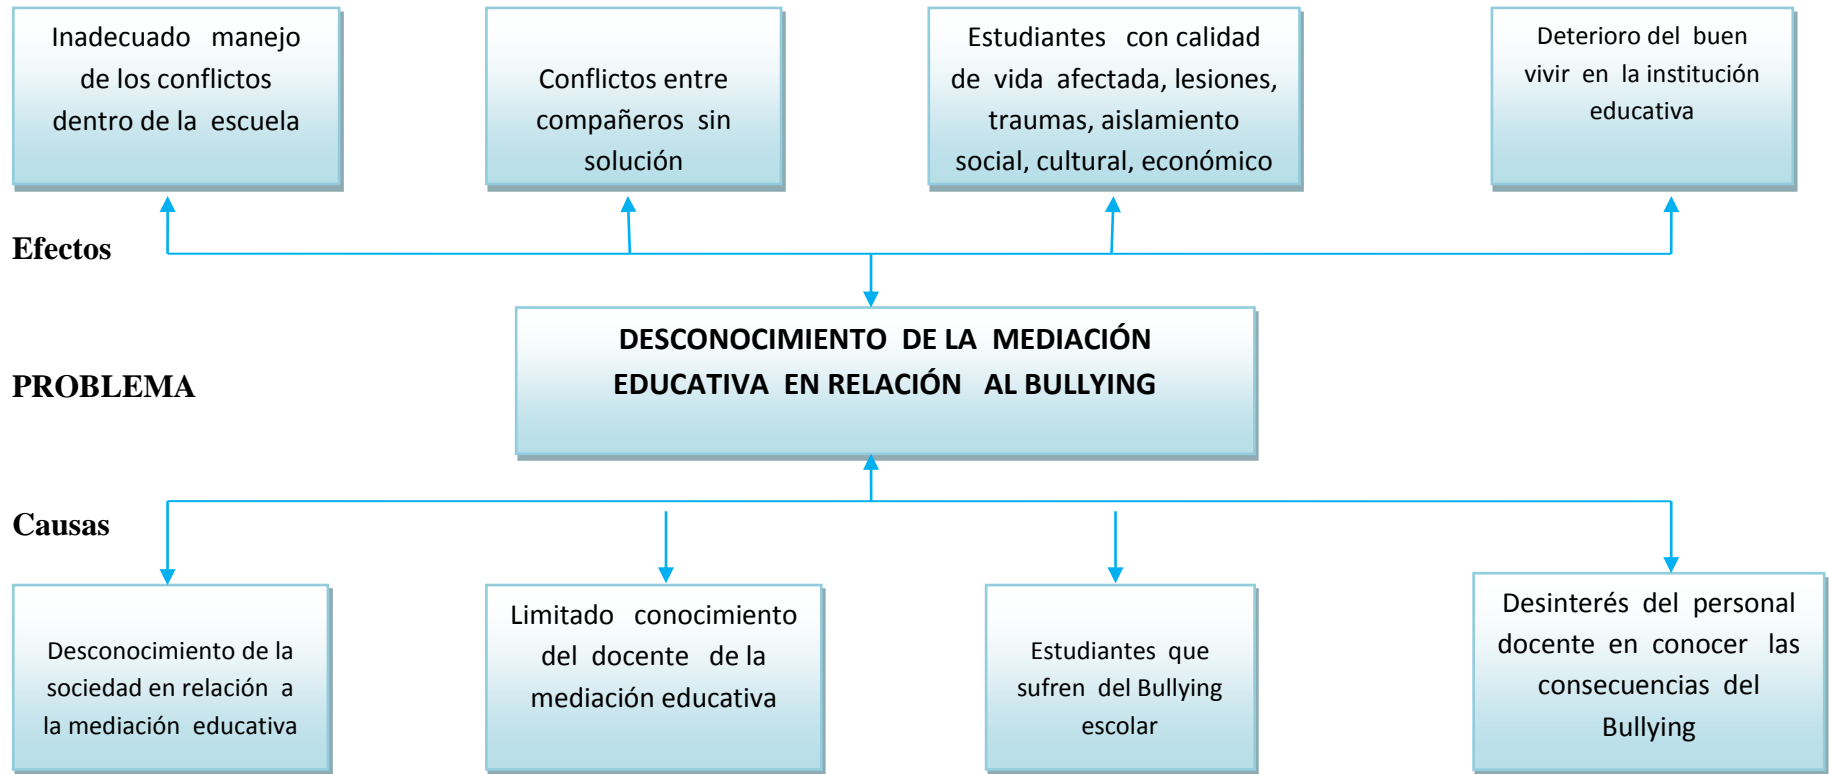 Inadecuado manejo
de los conflictos
dentro de la escuela
Conflictos entre
compañeros sin
solución
Estudiantes con calidad
de vida afectada, lesiones,
traumas, aislamiento
social, cultural, económico
Deterioro del buen
vivir en la institución
educativa
Efectos
DESCONOCIMIENTO DE LA MEDIACIÓN
EDUCATIVA EN RELACIÓN AL BULLYING
PROBLEMA
Causas
Desconocimiento de la
sociedad en relación a
la mediación educativa
Limitado conocimiento
del docente de la
mediación educativa
Estudiantes que
sufren del Bullying
escolar
Desinterés del personal
docente en conocer las
consecuencias del
Bullying